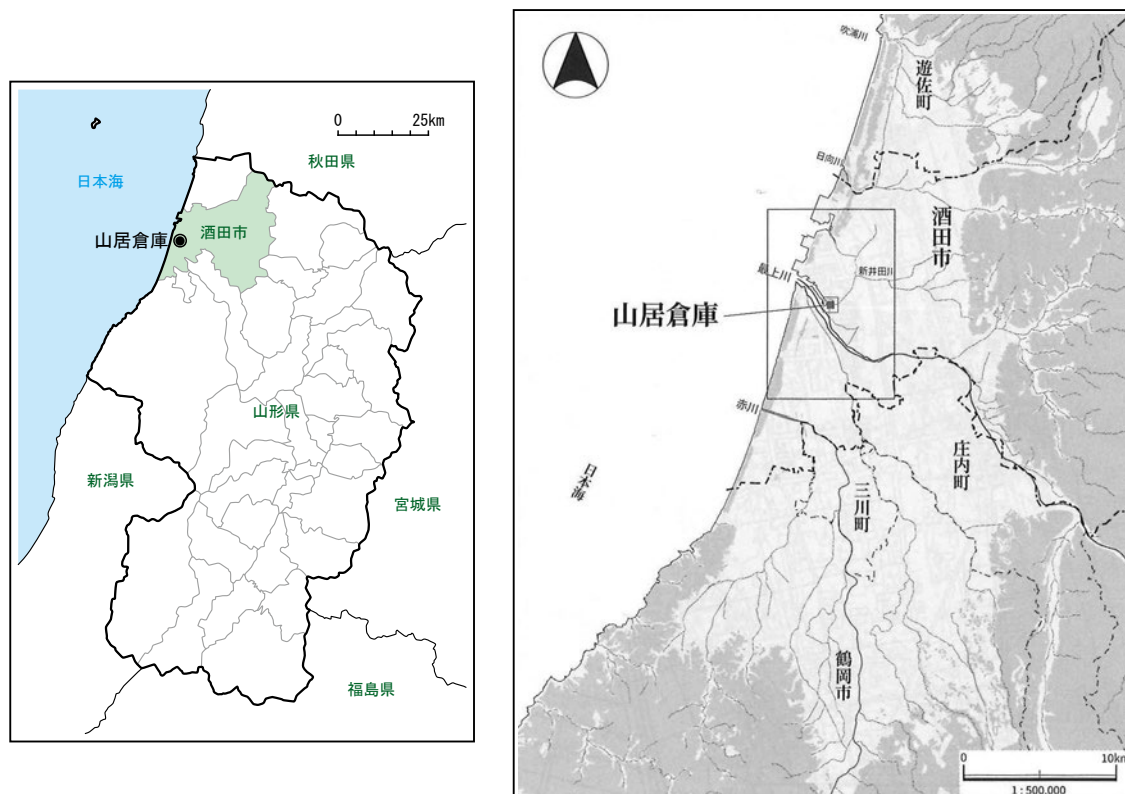 0 25km
秋田県
日本海
酒田市
山居倉庫
山形県
新潟県
宮城県
福島県
吹浦川
遊佐町
日向川
酒田市
最上川
新井田川
山居倉庫
赤川
日本海
庄内町
三川町
鶴岡市
0 10km
1:500,000